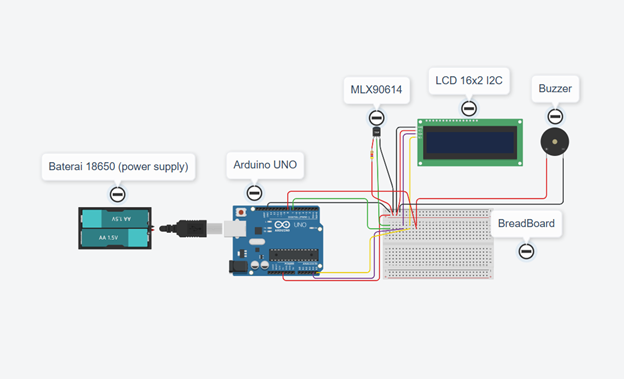 MLX90614
LCD 16x2 I2C
Buzzer
Baterai 18650 (power supply)
Arduino UNO
AA 1.5V
AA 1.5V
UNO
ARDUINO
BreadBoard